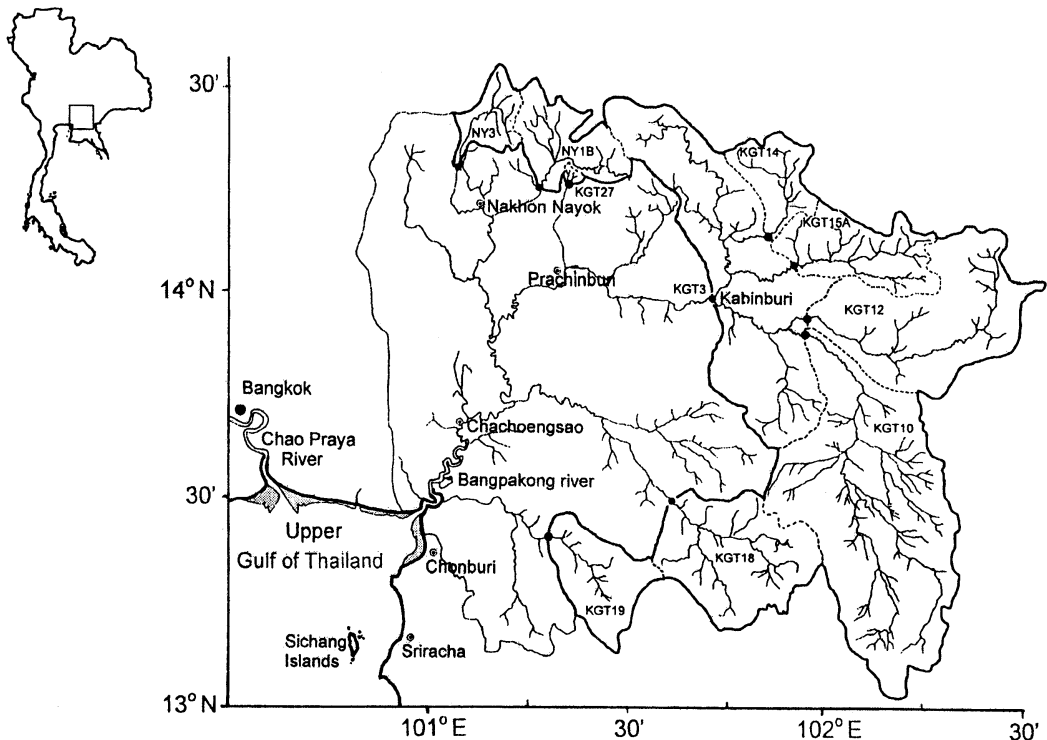 30'
NY3
NY1B
KGT14
KGT27
Nakhon Nayok
KGT15A
Prachinburi
14° N
KGT3
Kabinburi
KGT12
Bangkok
Chachoengsao
KGT10
Chao Praya
River
Bangpakong river
30'
Upper
Gulf of Thailand
Chonburi
KGT18
KGT19
Sichang
Islands
Sriracha
13° N
101° E
30'
102° E
30'